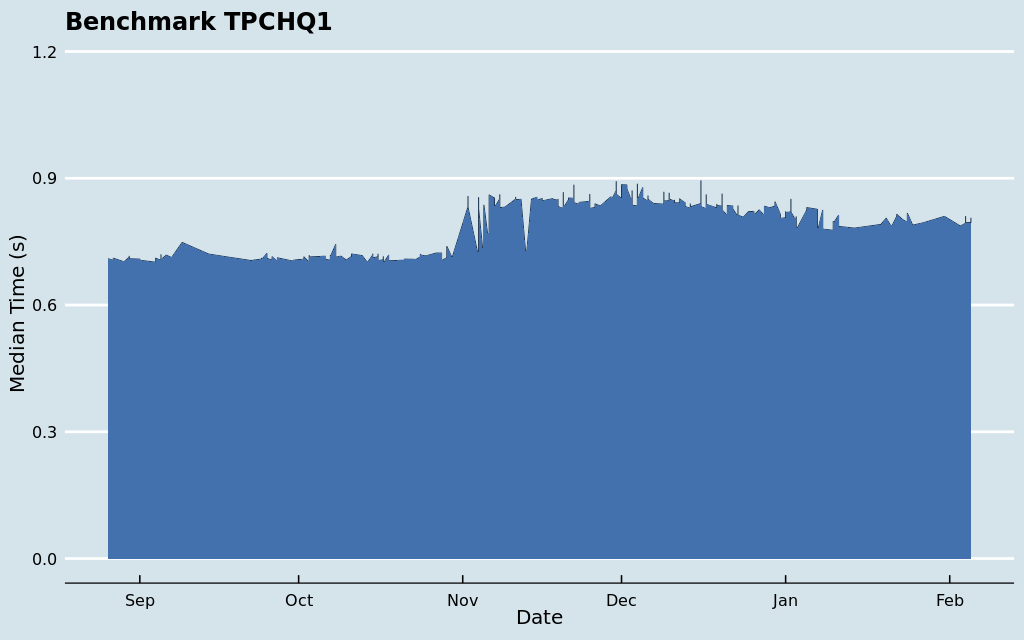 Benchmark TPCHQ1
1.2
0.9
0.6
0.3
0.0
Median Time (s)
Sep Oct Nov Dec Jan Feb
Date